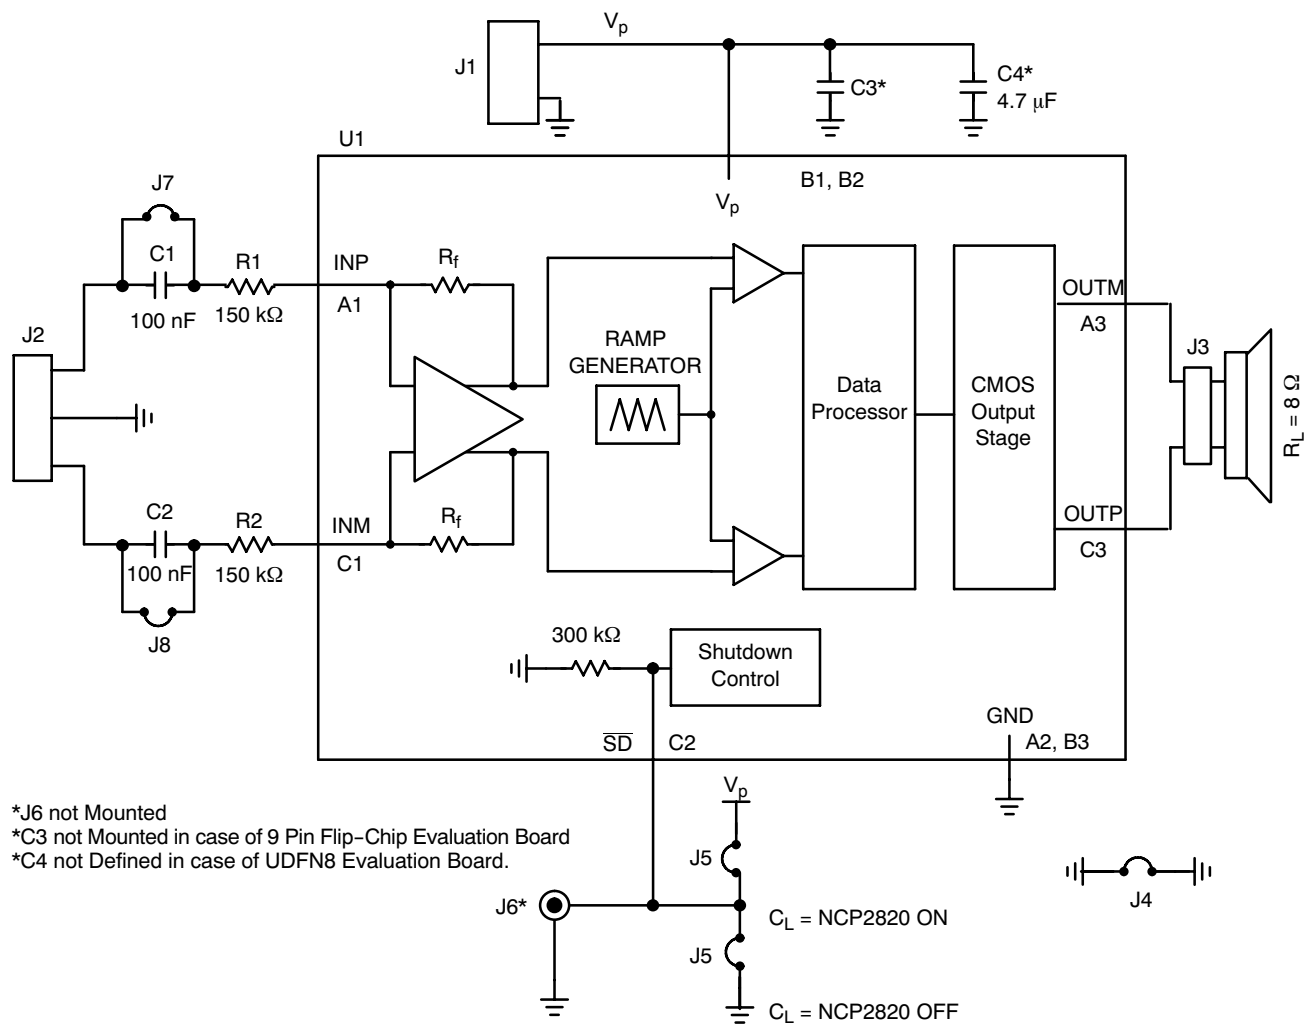 Vp
J1
C3*
C4*
4.7 μF
U1
B1, B2
Vp
J7
C1
100 nF
R1
150 kΩ
INP
A1
Rf
J2
RAMP
GENERATOR
Data
Processor
CMOS
Output
Stage
OUTM
A3
J3
RL = 8 Ω
C2
100 nF
R2
150 kΩ
INM
C1
Rf
OUTP
C3
J8
300 kΩ
Shutdown
Control
SD
C2
GND
A2, B3
*J6 not Mounted
*C3 not Mounted in case of 9 Pin Flip-Chip Evaluation Board
*C4 not Defined in case of UDFN8 Evaluation Board.
Vp
J5
J6*
CL = NCP2820 ON
J5
CL = NCP2820 OFF
J4